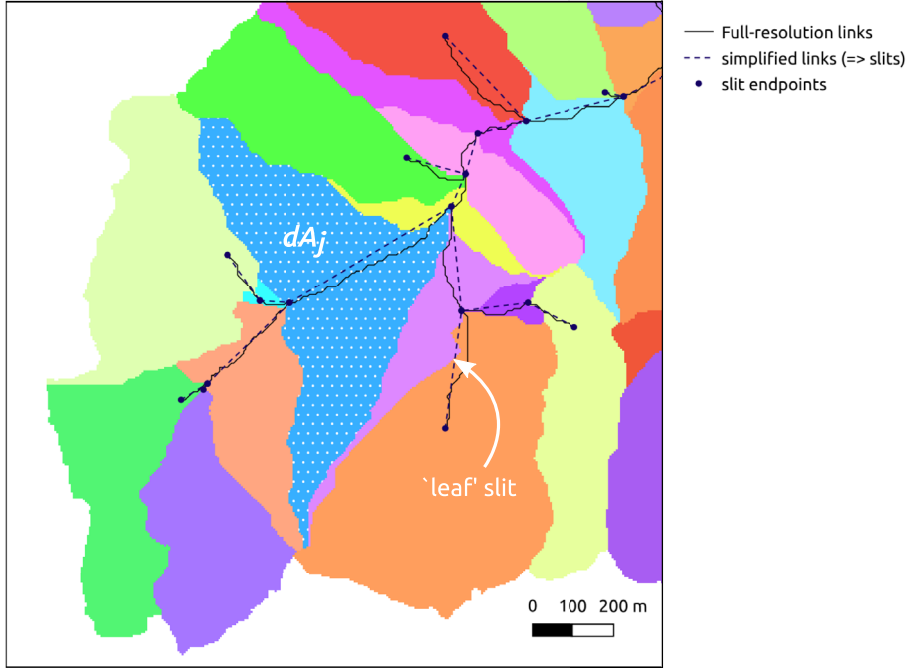 Full-resolution links
simplified links (=> slits)
slit endpoints
dAj
`leaf' slit
0 100 200 m